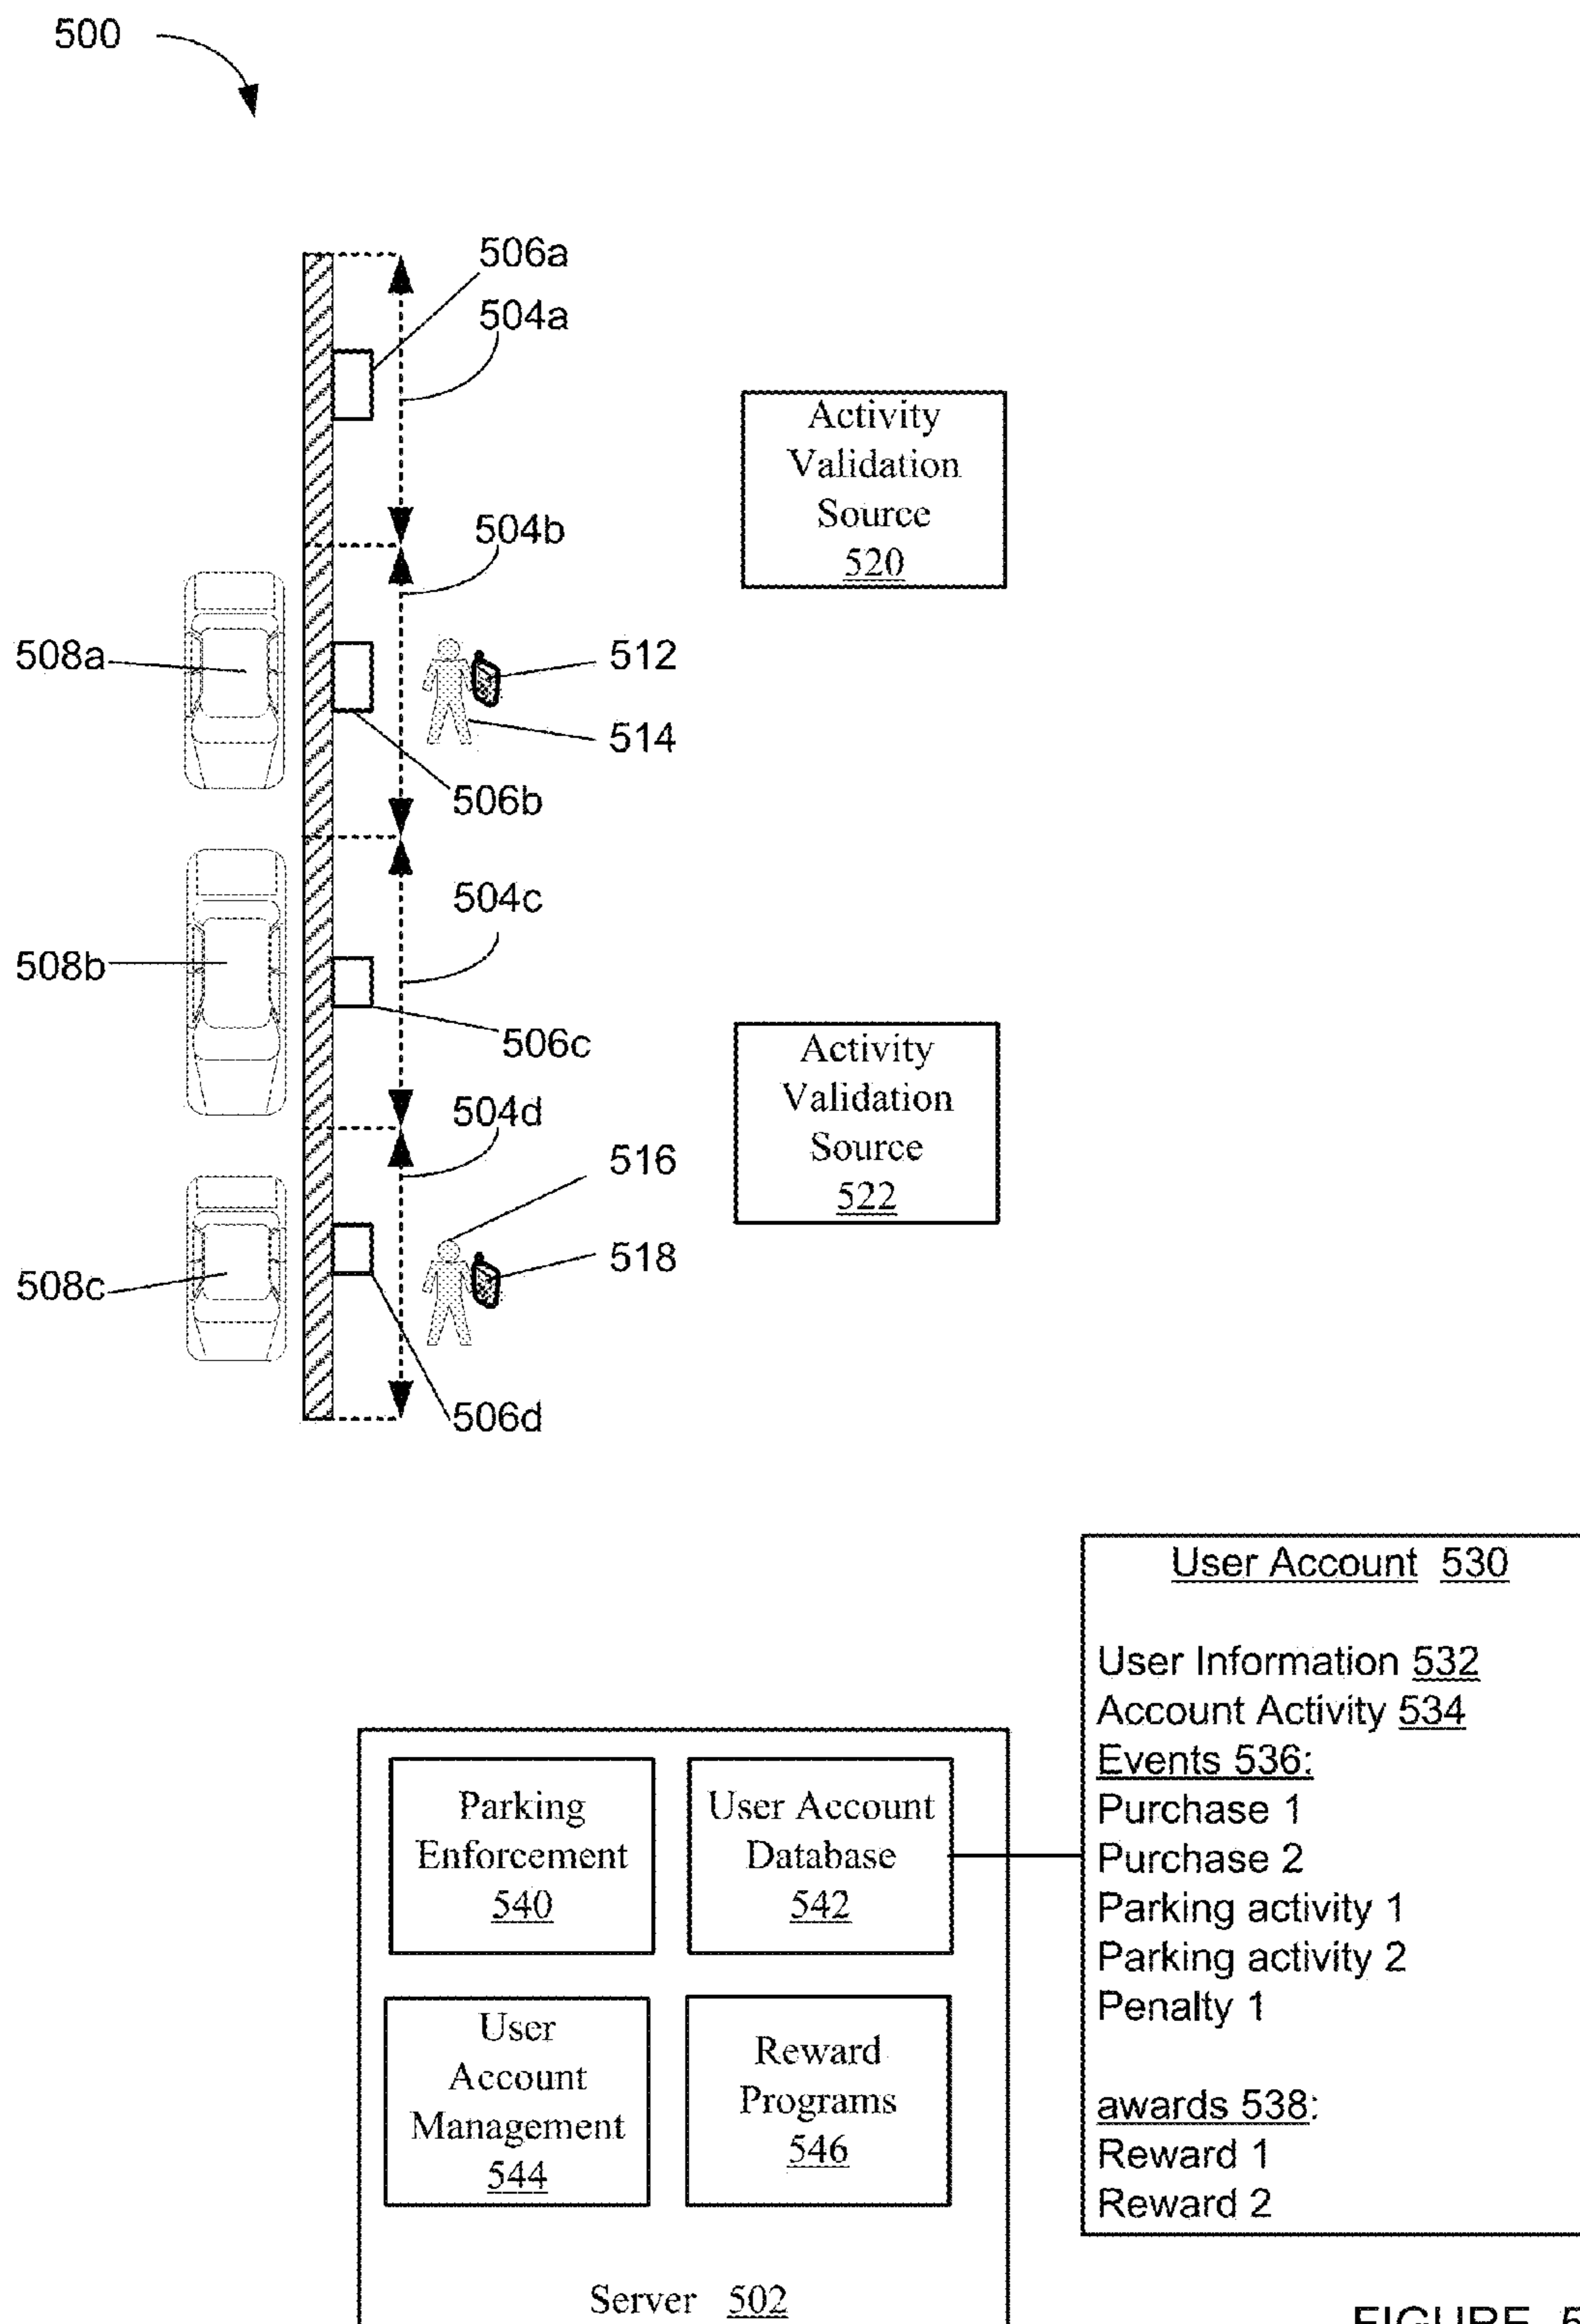 500
506a
504a
Activity
Validation
Source
520
504b
508a
512
514
506b
504c
508b
506c
Activity
Validation
Source
522
504d
516
518
508c
506d
User Account 530
User Information 532
Account Activity 534
Events 536:
Purchase 1
Purchase 2
Parking activity 1
Parking activity 2
Penalty 1
awards 538:
Reward 1
Reward 2
Parking
Enforcement
540
User Account
Database
542
User
Account
Management
544
Reward
Programs
546
Server 502
FIGURE 5